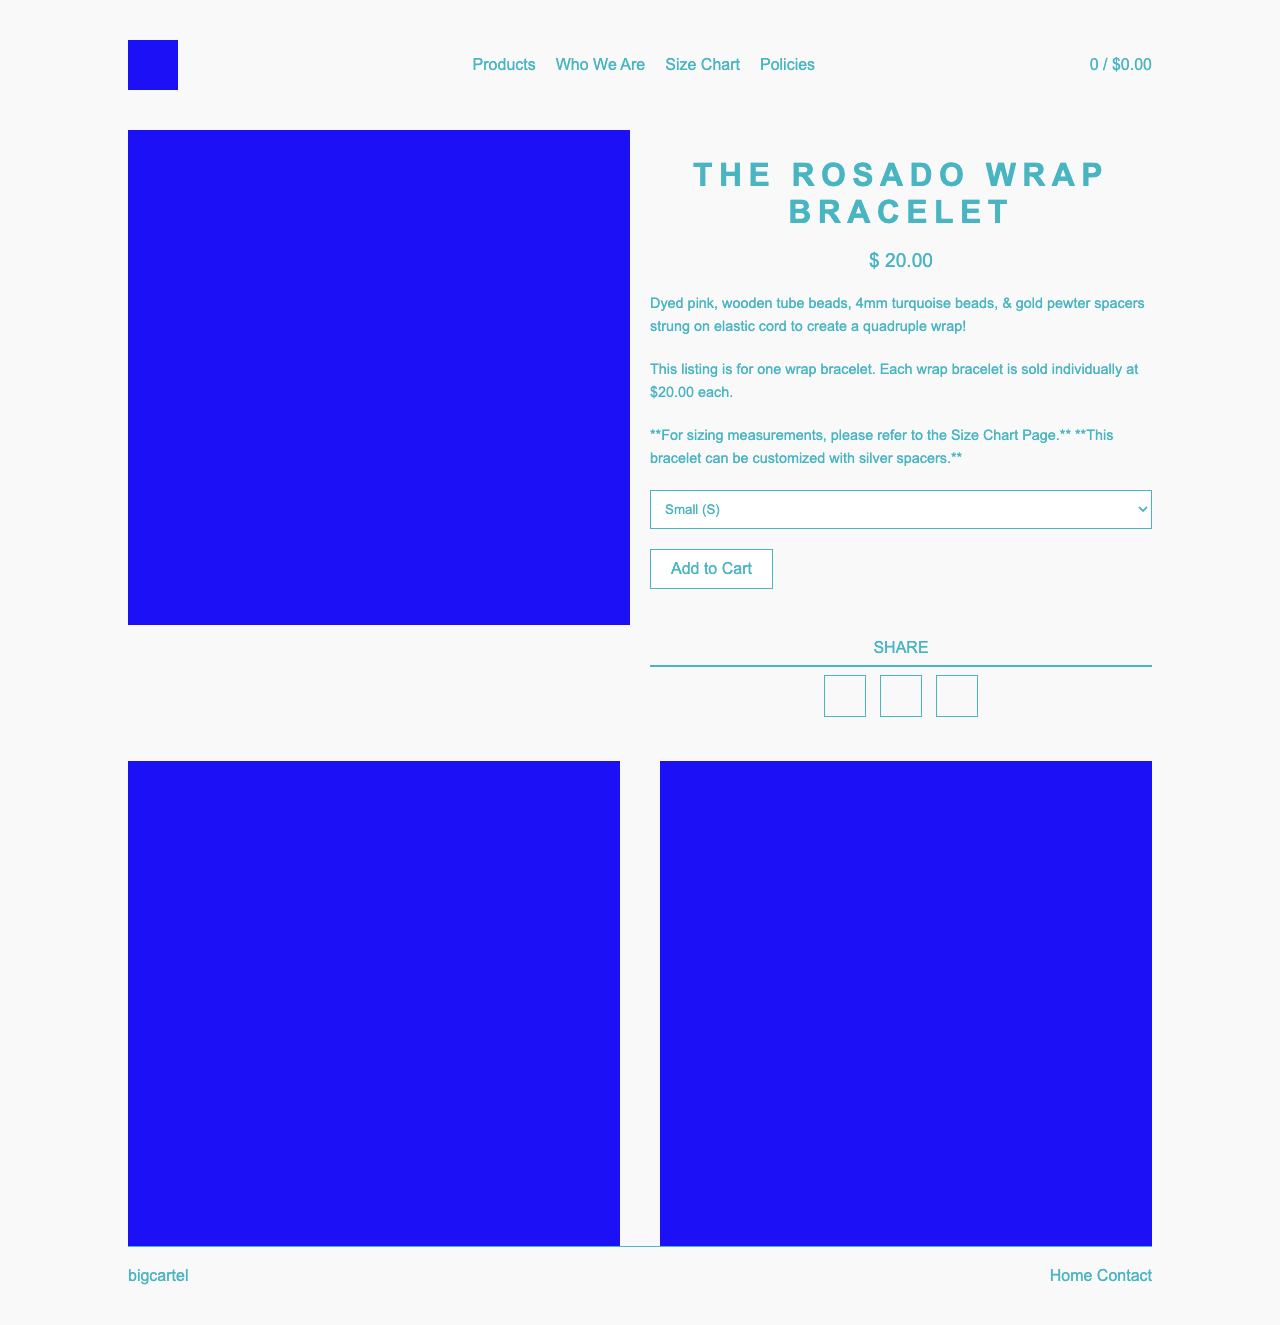 Products Who We Are Size Chart Policies 0 / $0.00
THE ROSADO WRAP
BRACELET
$ 20.00
Dyed pink, wooden tube beads, 4mm turquoise beads, & gold pewter spacers
strung on elastic cord to create a quadruple wrap!
This listing is for one wrap bracelet. Each wrap bracelet is sold individually at
$20.00 each.
**For sizing measurements, please refer to the Size Chart Page.** **This
bracelet can be customized with silver spacers.**
Small (S)
Add to Cart
SHARE
bigcartel Home Contact